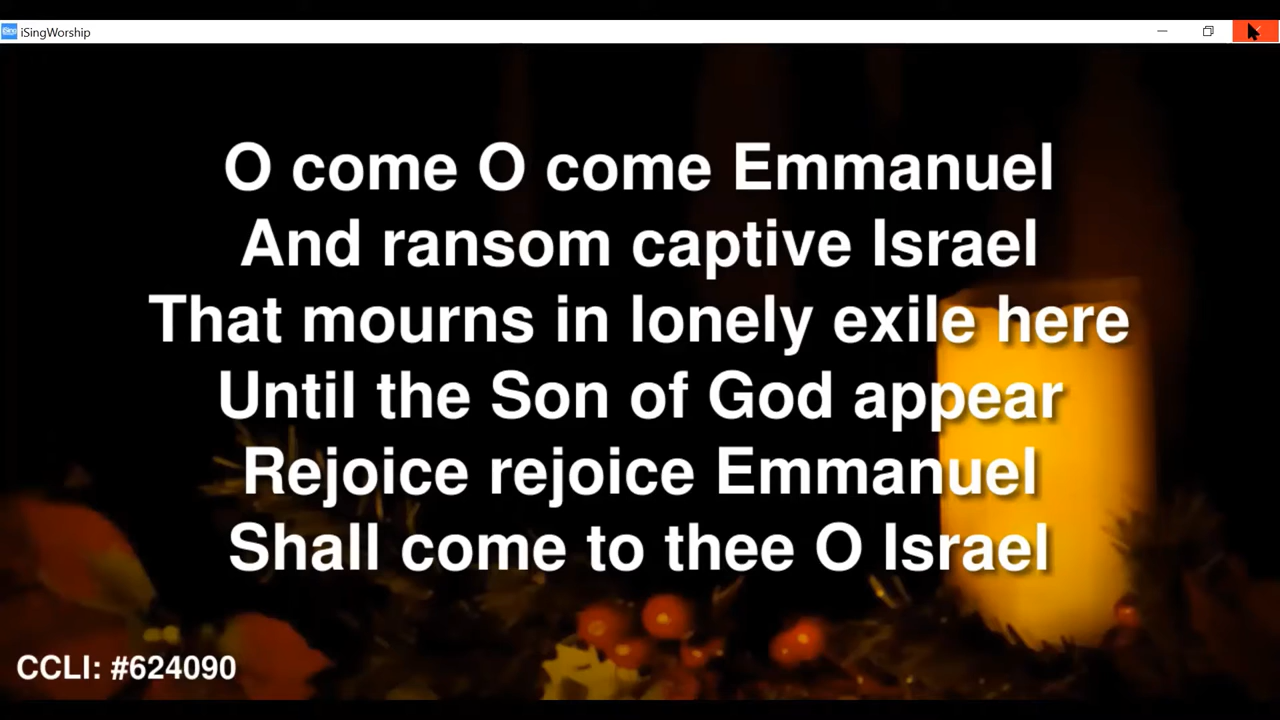 iSingWorship
O come O come Emmanuel
And ransom captive Israel
That mourns in lonely exile here
Until the Son of God appear
Rejoice rejoice Emmanuel
Shall come to thee O Israel
CCLI: #624090